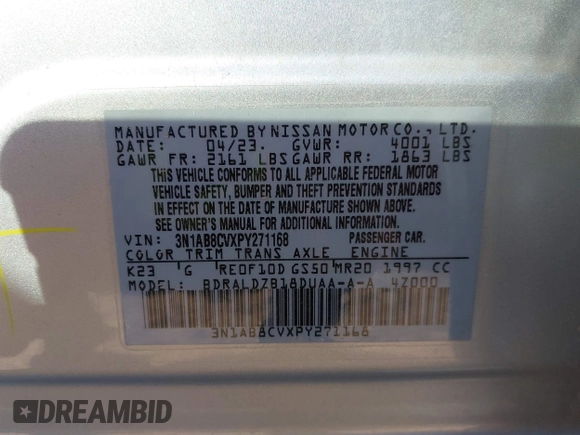 MANUFACTURED BY NISSAN MOTOR CO., LTD.
DATE: 04/23. GVWR: 4001 LBS
GAWR FR: 2161 LBS GAWR RR: 1863 LBS
THIS VEHICLE CONFORMS TO ALL APPLICABLE FEDERAL MOTOR
VEHICLE SAFETY, BUMPER AND THEFT PREVENTION STANDARDS
IN EFFECT ON THE DATE OF MANUFACTURE SHOWN ABOVE.
SEE OWNER'S MANUAL FOR ADDITIONAL INFORMATION.
VIN: 3N1AB8CVXPY271168 PASSENGER CAR.
COLOR TRIM TRANS AXLE ENGINE
K23 'G 'RE0F10D GS50'MR20 1997 CC
MODEL: BDRALDZB18DUAA-A-A 4Z000
3N1AB8CVXPY271168
DREAMBID